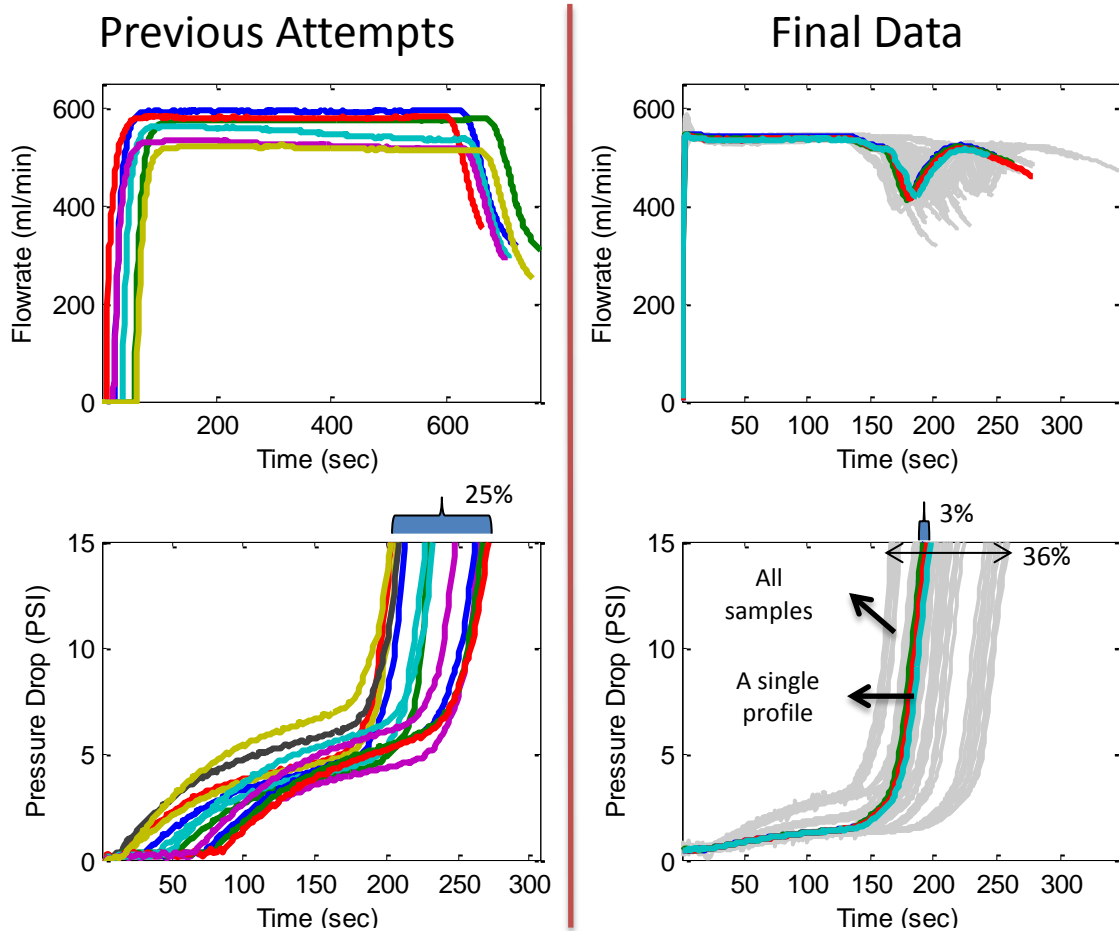 Previous Attempts
Final Data
600
400
200
0
Flowrate (ml/min)
200 400 600
Time (sec)
600
400
200
0
Flowrate (ml/min)
50 100 150 200 250 300
Time (sec)
25%
15
10
5
0
Pressure Drop (PSI)
50 100 150 200 250 300
Time (sec)
3%
36%
15
10
5
0
Pressure Drop (PSI)
All
samples
A single
profile
50 100 150 200 250 300
Time (sec)